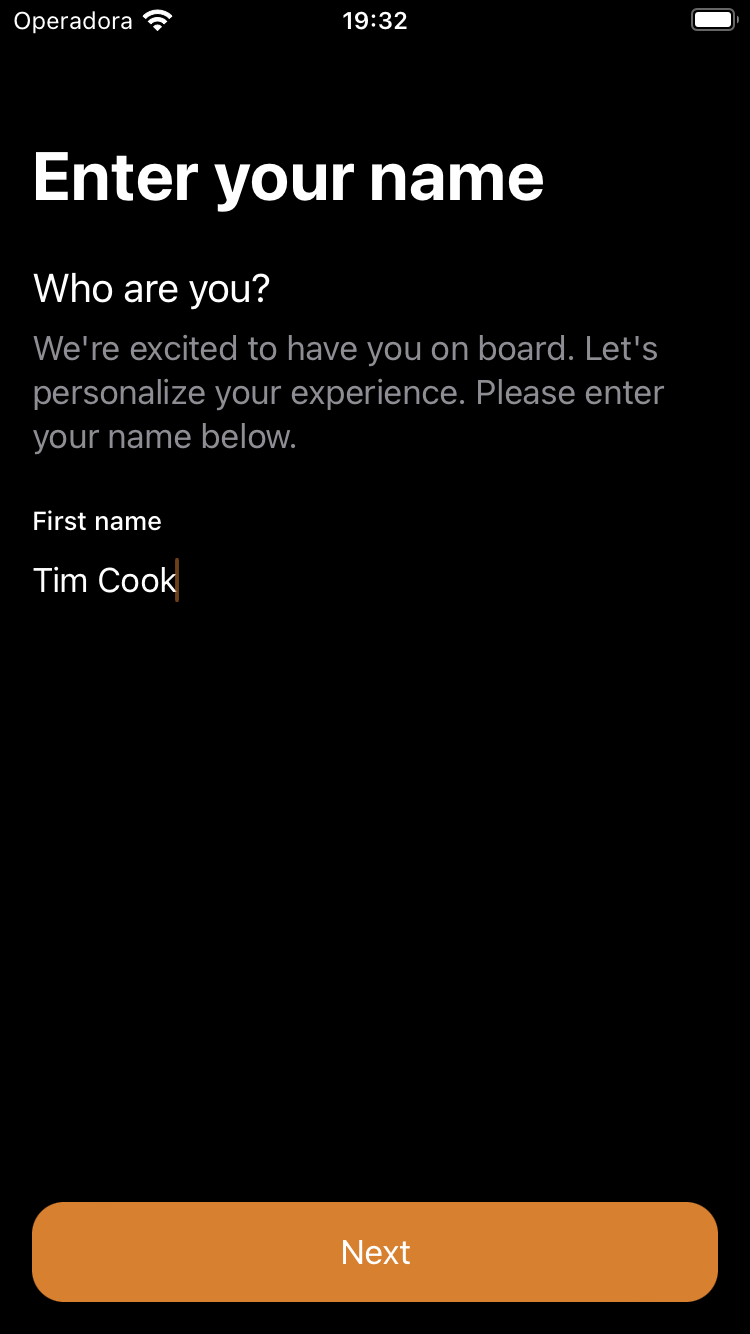 Operadora 19:32
Enter your name
Who are you?
We're excited to have you on board. Let's
personalize your experience. Please enter
your name below.
First name
Tim Cook
Next